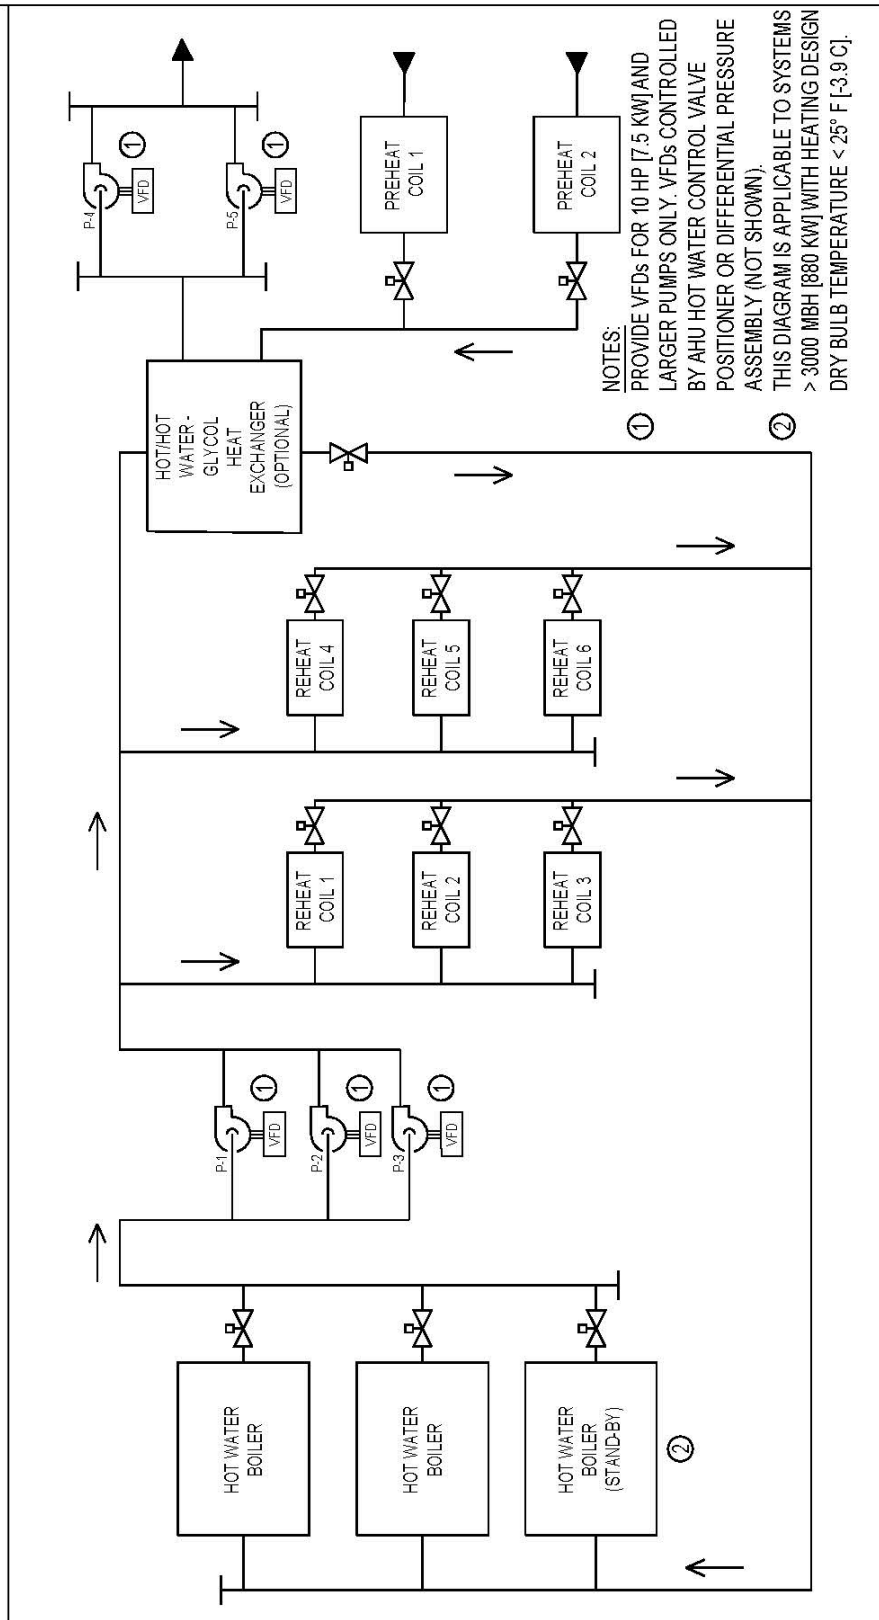 HOT WATER
BOILER
HOT WATER
BOILER
HOT WATER
BOILER
(STAND-BY)
2
P-1
VFD
1
P-2
VFD
1
P-3
VFD
1
REHEAT
COIL 1
REHEAT
COIL 2
REHEAT
COIL 3
REHEAT
COIL 4
REHEAT
COIL 5
REHEAT
COIL 6
HOT/HOT
WATER -
GLYCOL
HEAT
EXCHANGER
(OPTIONAL)
P-4
VFD
1
P-5
VFD
1
PREHEAT
COIL 1
PREHEAT
COIL 2
NOTES:
1 PROVIDE VFDs FOR 10 HP [7.5 KW] AND
LARGER PUMPS ONLY. VFDs CONTROLLED
BY AHU HOT WATER CONTROL VALVE
POSITIONER OR DIFFERENTIAL PRESSURE
ASSEMBLY (NOT SHOWN).
2 THIS DIAGRAM IS APPLICABLE TO SYSTEMS
> 3000 MBH [880 KW] WITH HEATING DESIGN
DRY BULB TEMPERATURE < 25° F [-3.9 C].